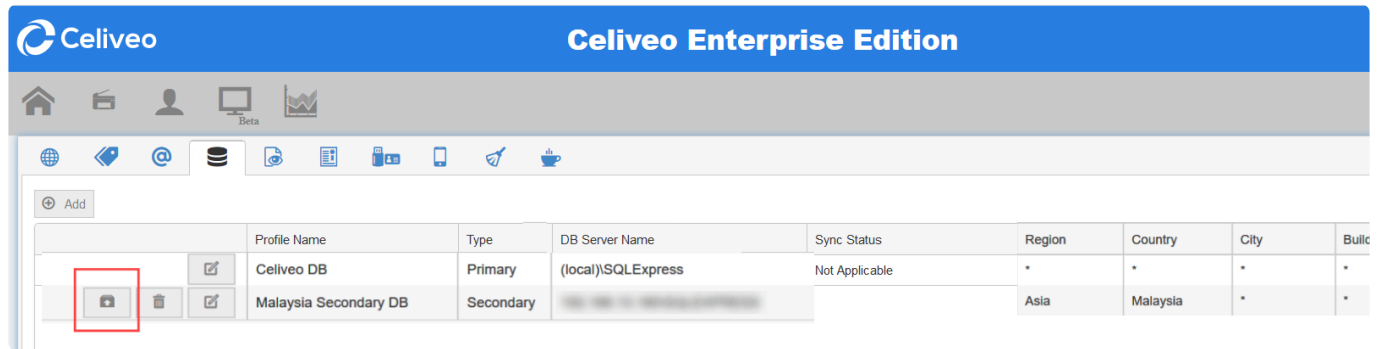 Celiveo
Celiveo Enterprise Edition
Beta
Add
Profile Name Type DB Server Name Sync Status Region Country City Build
Celiveo DB Primary (local)\SQLExpress Not Applicable * * * *
Malaysia Secondary DB Secondary Asia Malaysia * *